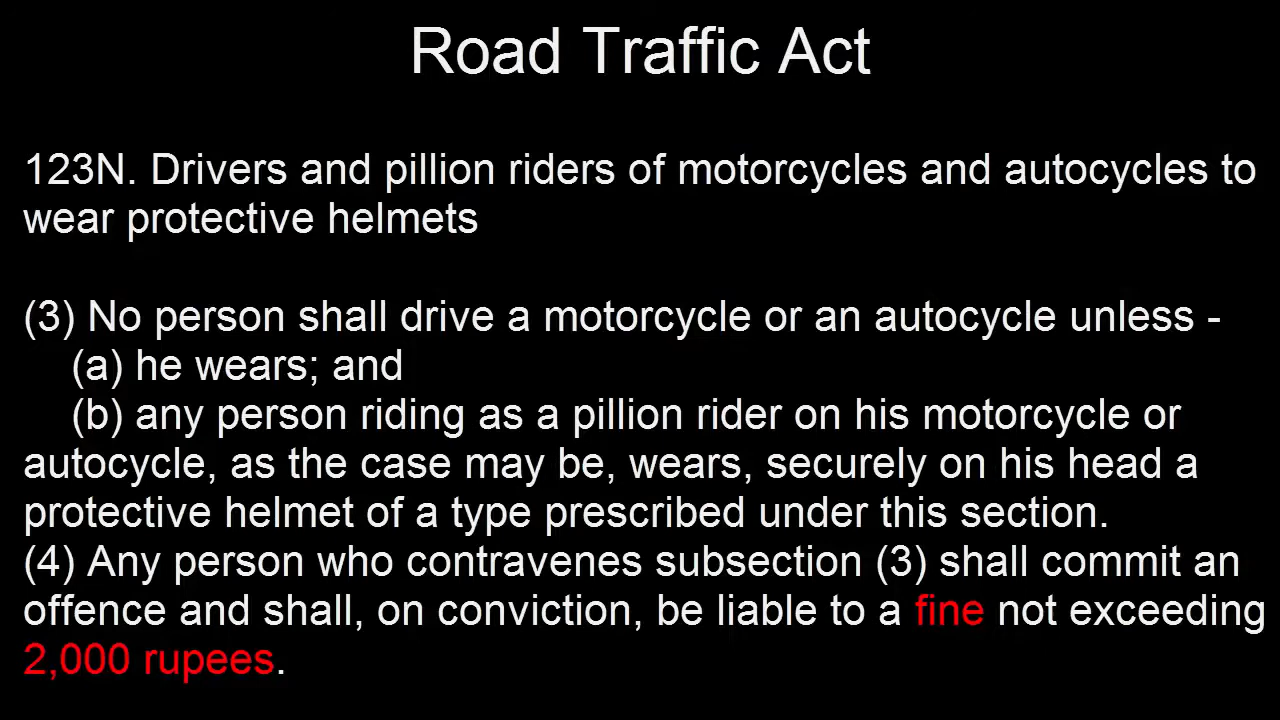 Road Traffic Act
123N. Drivers and pillion riders of motorcycles and autocycles to
wear protective helmets
(3) No person shall drive a motorcycle or an autocycle unless -
(a) he wears; and
(b) any person riding as a pillion rider on his motorcycle or
autocycle, as the case may be, wears, securely on his head a
protective helmet of a type prescribed under this section.
(4) Any person who contravenes subsection (3) shall commit an
offence and shall, on conviction, be liable to a fine not exceeding
2,000 rupees.